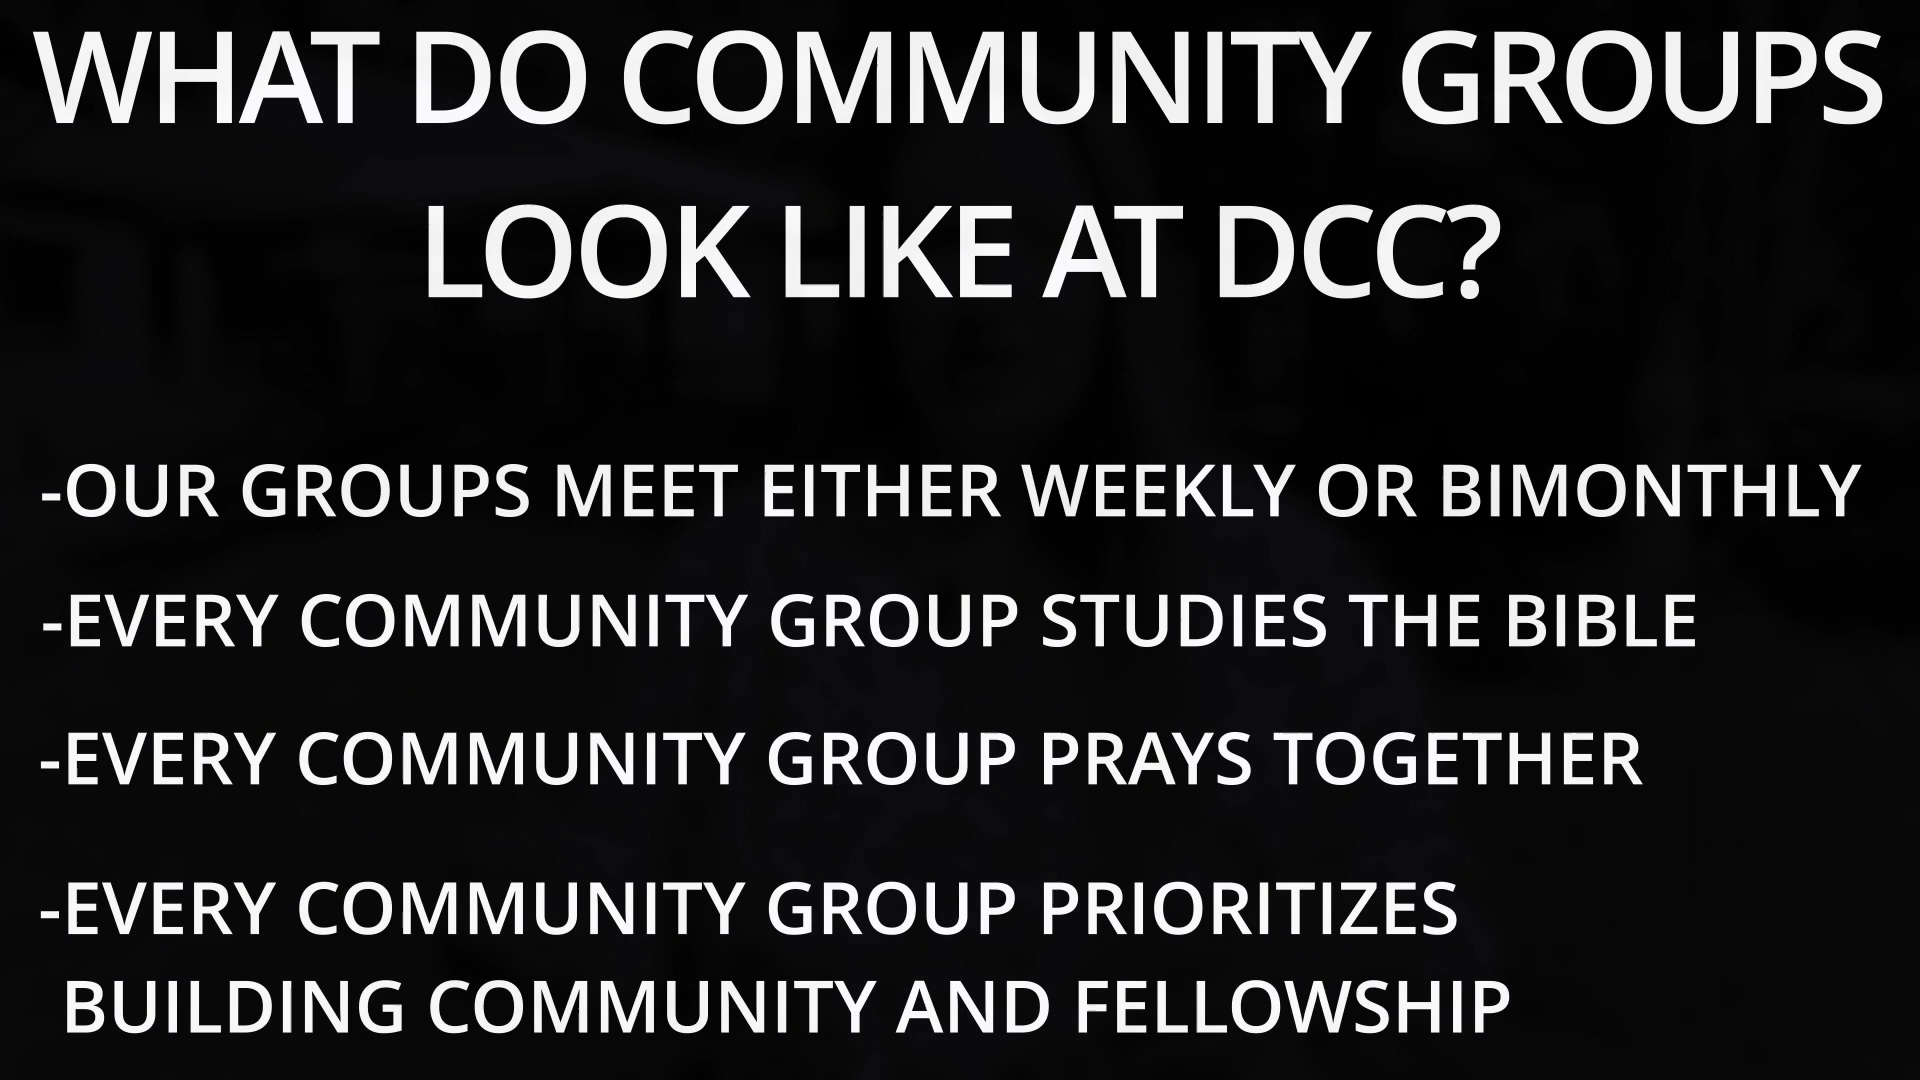 WHAT DO COMMUNITY GROUPS
LOOK LIKE AT DCC?
-OUR GROUPS MEET EITHER WEEKLY OR BIMONTHLY
-EVERY COMMUNITY GROUP STUDIES THE BIBLE
-EVERY COMMUNITY GROUP PRAYS TOGETHER
-EVERY COMMUNITY GROUP PRIORITIZES
BUILDING COMMUNITY AND FELLOWSHIP